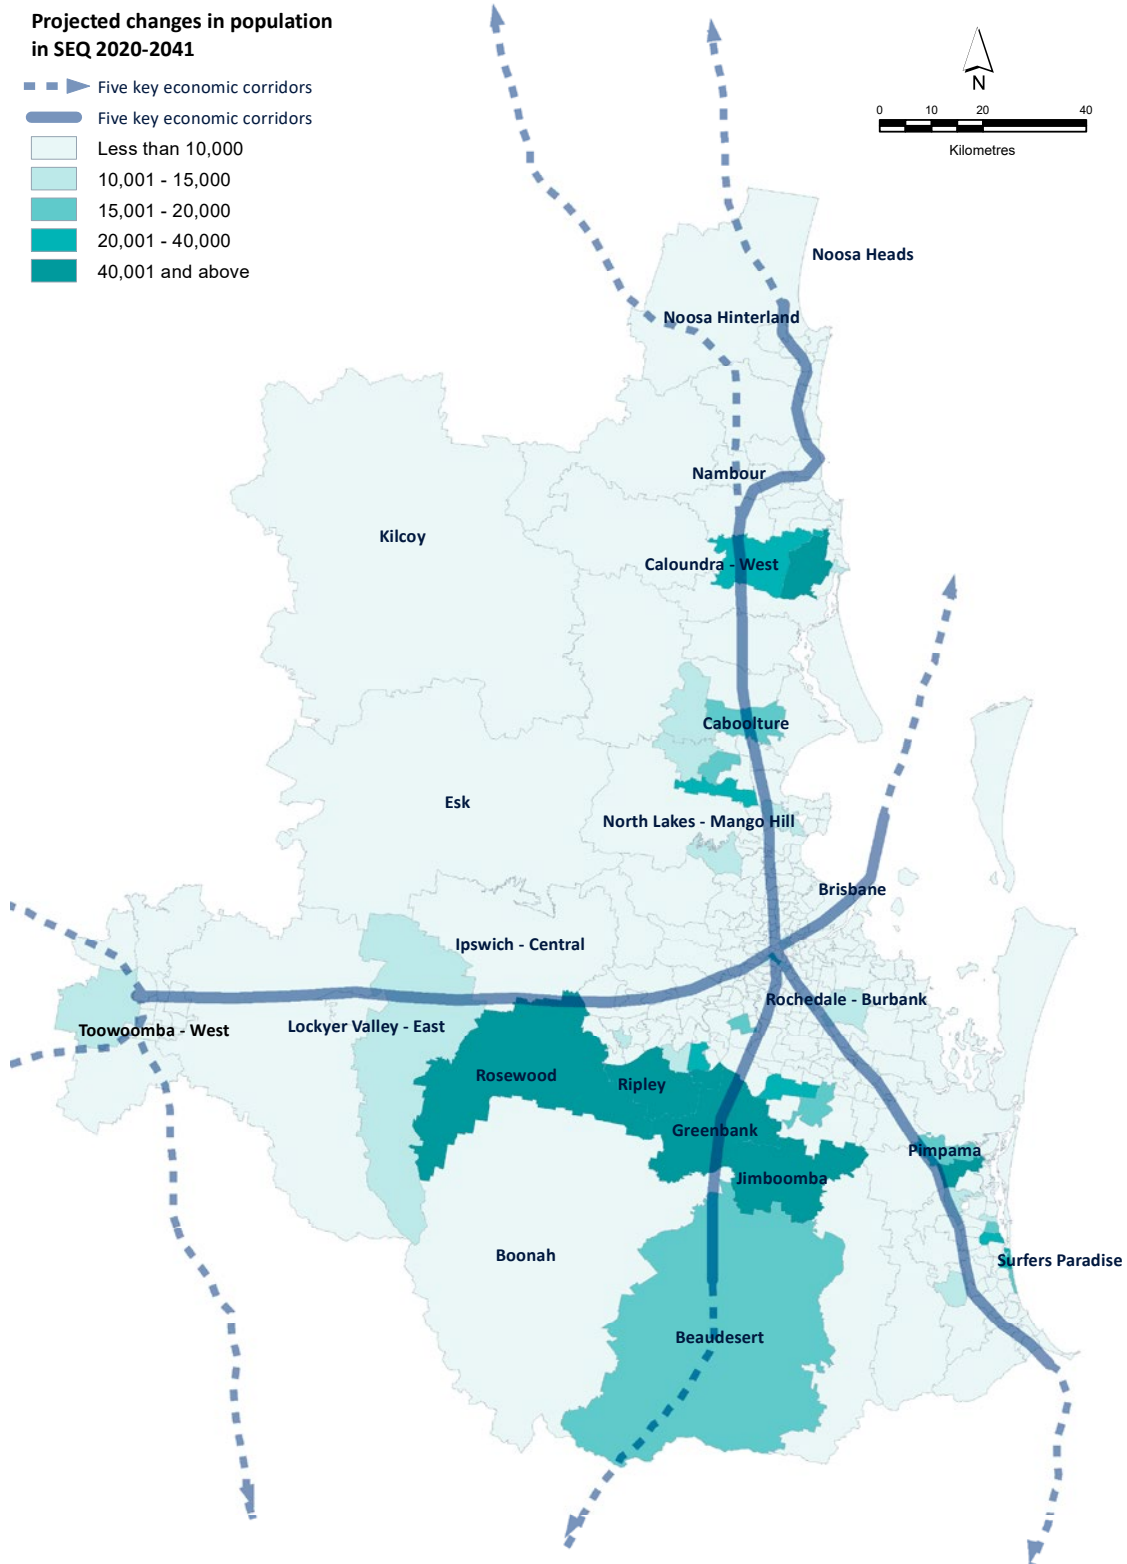 Projected changes in population
in SEQ 2020-2041
Five key economic corridors
Five key economic corridors
Less than 10,000
10,001 - 15,000
15,001 - 20,000
20,001 - 40,000
40,001 and above
N
0 10 20 40
Kilometres
Noosa Heads
Noosa Hinterland
Nambour
Kilcoy
Caloundra - West
Caboolture
Esk
North Lakes - Mango Hill
Brisbane
Ipswich - Central
Rochedale - Burbank
Lockyer Valley - East
Toowoomba - West
Rosewood
Ripley
Greenbank
Pimpama
Jimboomba
Boonah
Surfers Paradise
Beaudesert